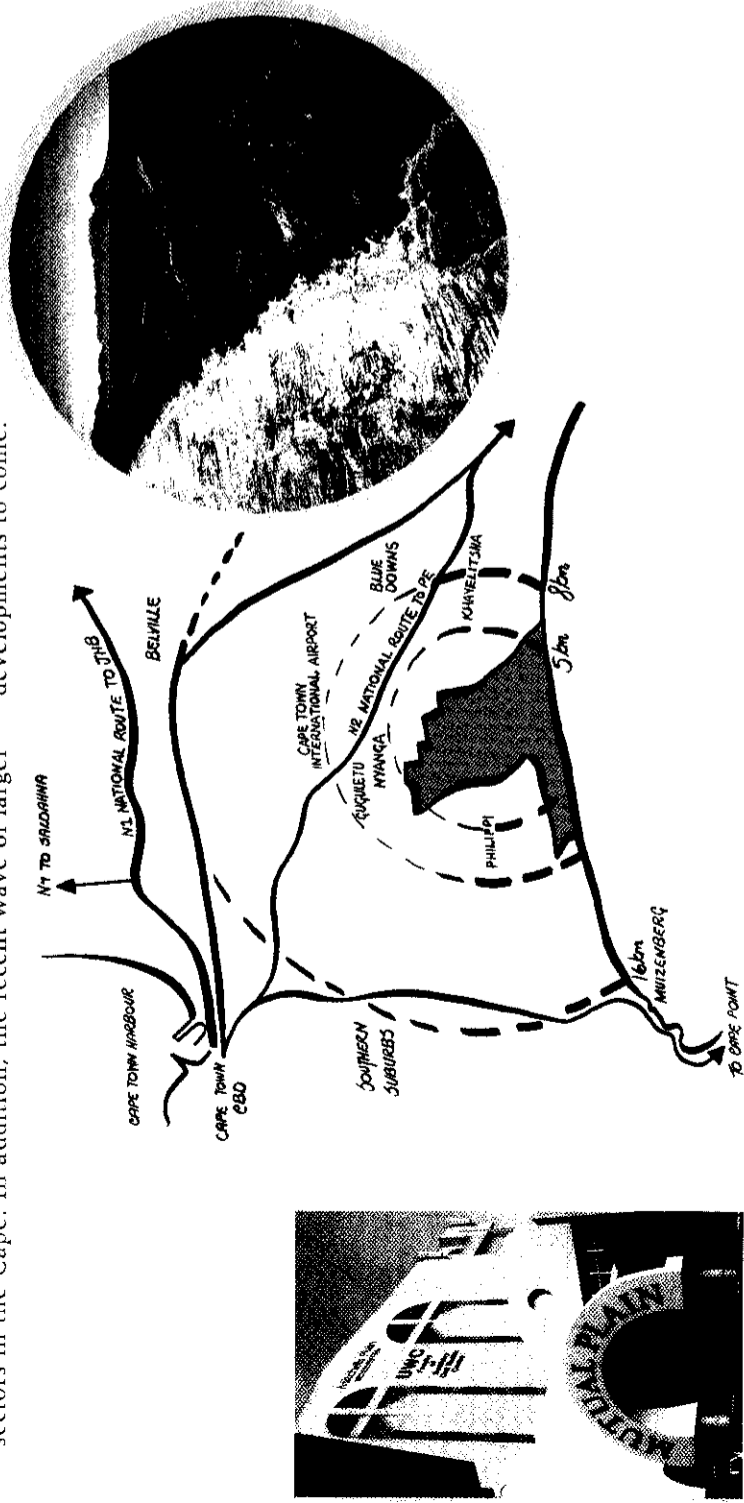 sectors in the Cape. In addition, the recent wave of larger
developments to come.
N7 TO SALDAHNA
N1 NATIONAL ROUTE TO JHB
CAPE TOWN HARBOUR
BELVILLE
CAPE TOWN
CBD
CAPE TOWN
INTERNATIONAL AIRPORT
BLUE
DOWNS
N2 NATIONAL ROUTE TO PE
GUGULETU
NYANGA
KHAYELITSHA
SOUTHERN
SUBURBS
PHILIPPI
5km
8km
16km
MUIZENBERG
TO CAPE POINT
UWC
MUTUAL PLAIN